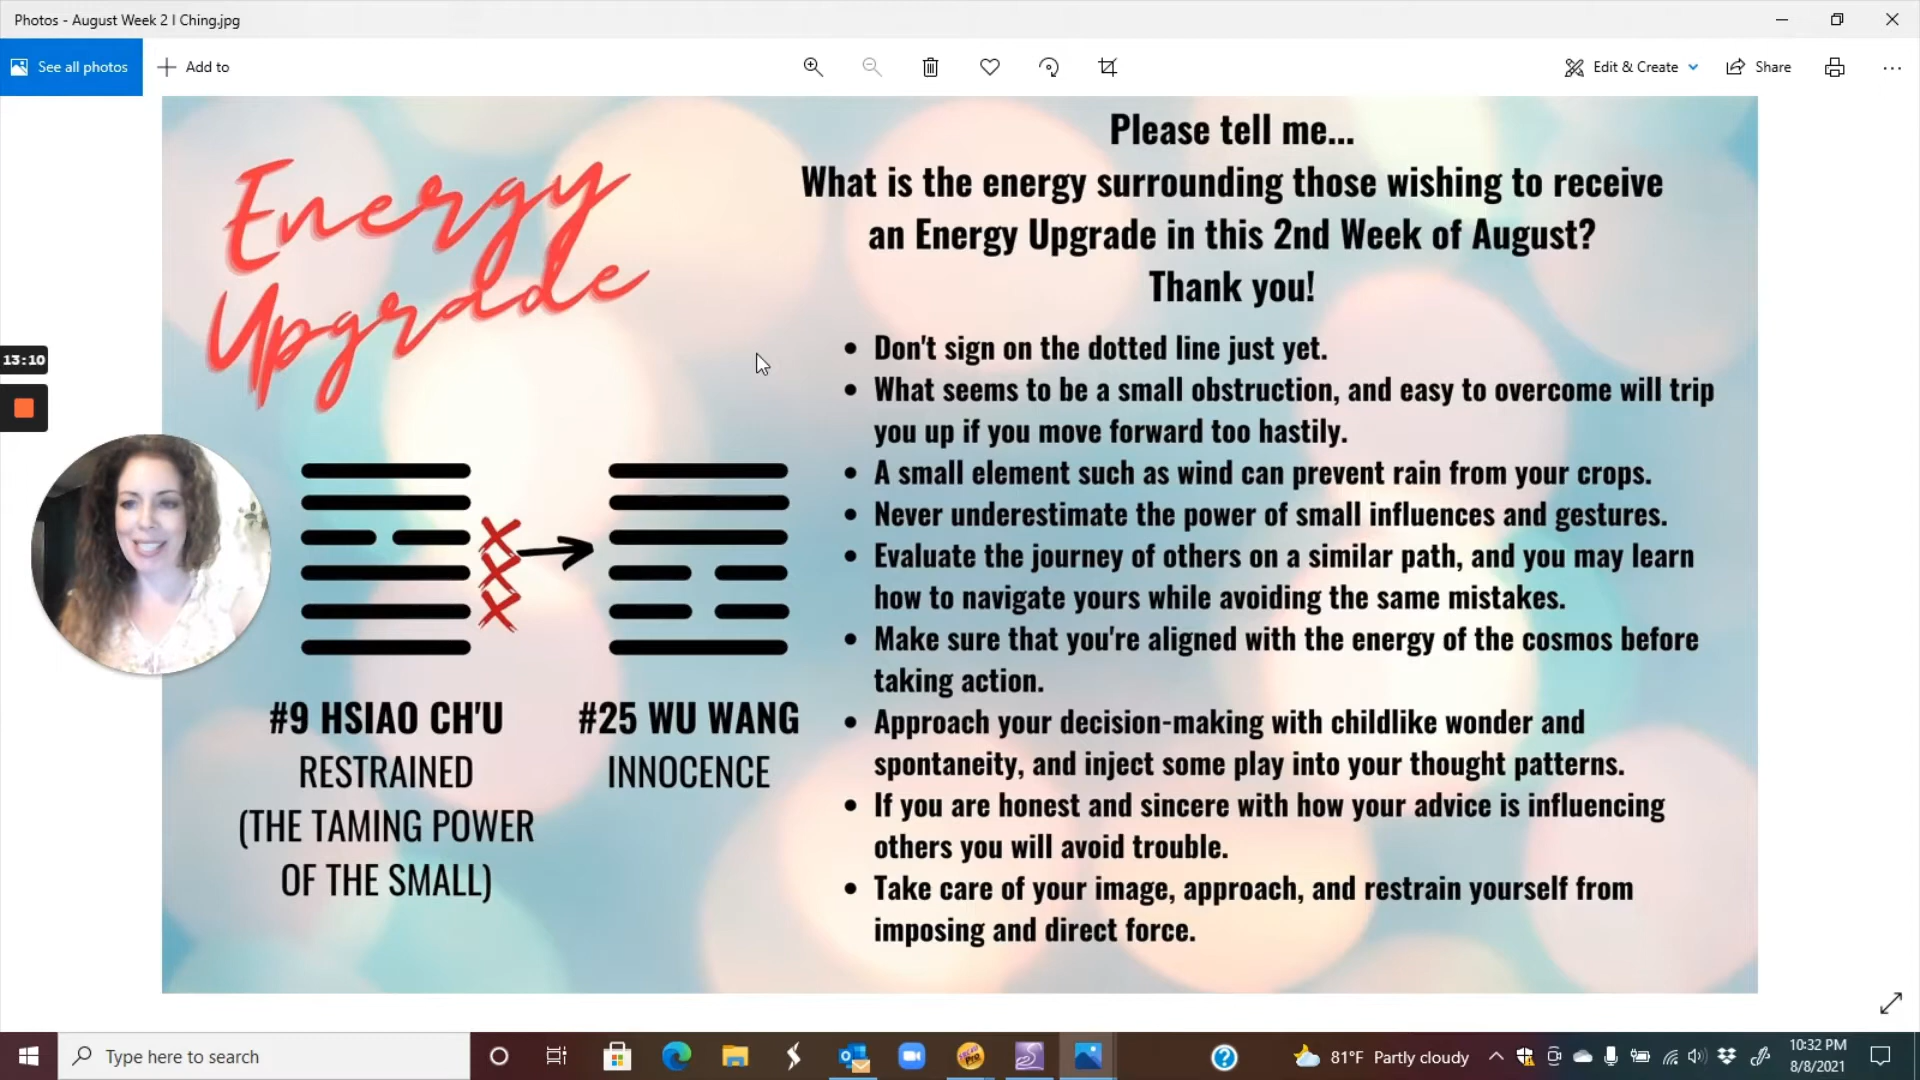 Photos - August Week 2 I Ching.jpg
See all photos
Add to
Edit & Create
Share
Energy
Upgrade
Please tell me...
What is the energy surrounding those wishing to receive
an Energy Upgrade in this 2nd Week of August?
Thank you!
• Don't sign on the dotted line just yet.
• What seems to be a small obstruction, and easy to overcome will trip
you up if you move forward too hastily.
• A small element such as wind can prevent rain from your crops.
• Never underestimate the power of small influences and gestures.
• Evaluate the journey of others on a similar path, and you may learn
how to navigate yours while avoiding the same mistakes.
• Make sure that you're aligned with the energy of the cosmos before
taking action.
• Approach your decision-making with childlike wonder and
spontaneity, and inject some play into your thought patterns.
• If you are honest and sincere with how your advice is influencing
others you will avoid trouble.
• Take care of your image, approach, and restrain yourself from
imposing and direct force.
13:10
#9 HSIAO CH'U
RESTRAINED
(THE TAMING POWER
OF THE SMALL)
#25 WU WANG
INNOCENCE
Type here to search
81°F Partly cloudy
10:32 PM
8/8/2021